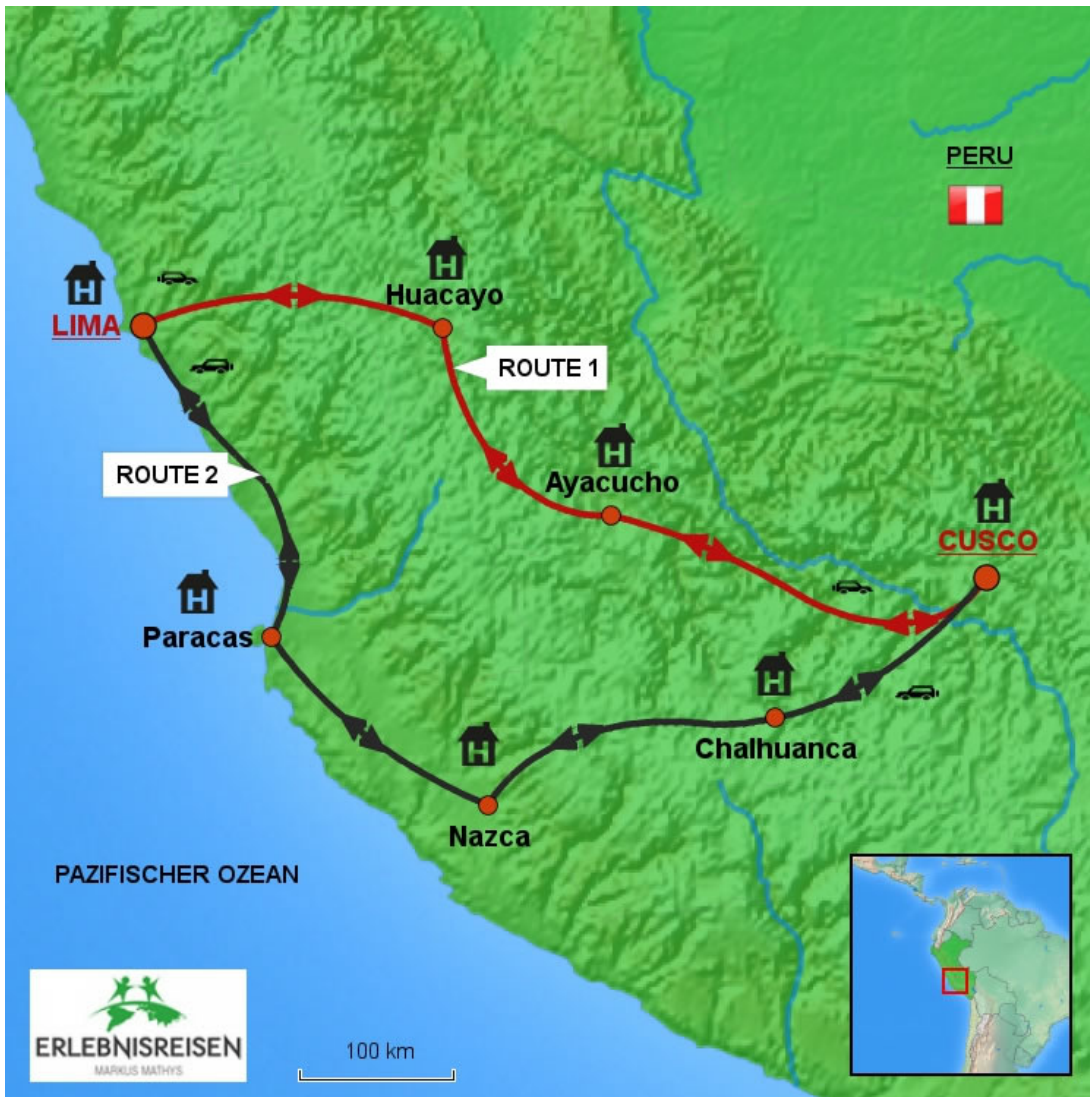 PERU
Huacayo
LIMA
ROUTE 1
ROUTE 2
Ayacucho
CUSCO
Paracas
Chalhuanca
Nazca
PAZIFISCHER OZEAN
ERLEBNISREISEN
MARKUS MATHYS
100 km
H
H
H
H
H
H
H